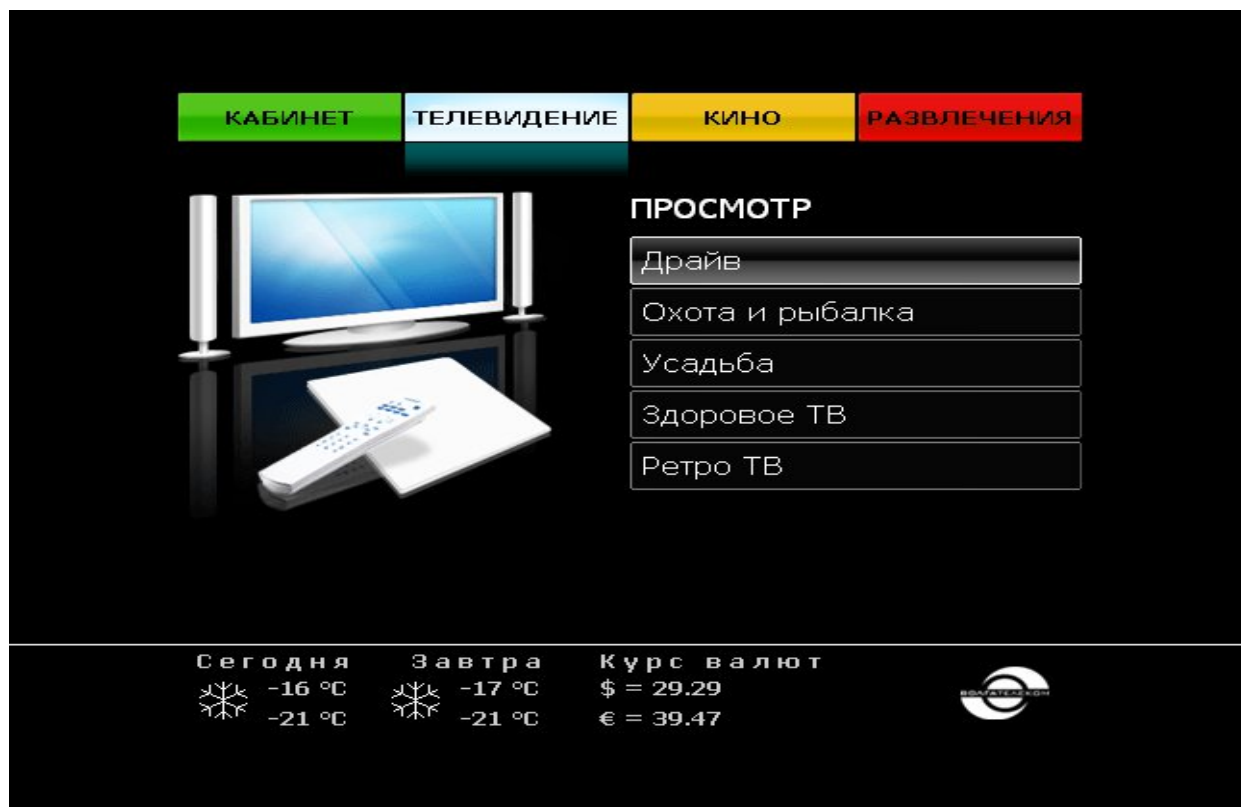 КАБИНЕТ ТЕЛЕВИДЕНИЕ КИНО РАЗВЛЕЧЕНИЯ
ПРОСМОТР
Драйв
Охота и рыбалка
Усадьба
Здоровое ТВ
Ретро ТВ
Сегодня Завтра Курс валют
-16 °C -17 °C $ = 29.29
-21 °C -21 °C € = 39.47
ВОЛГАТЕЛЕКОМ